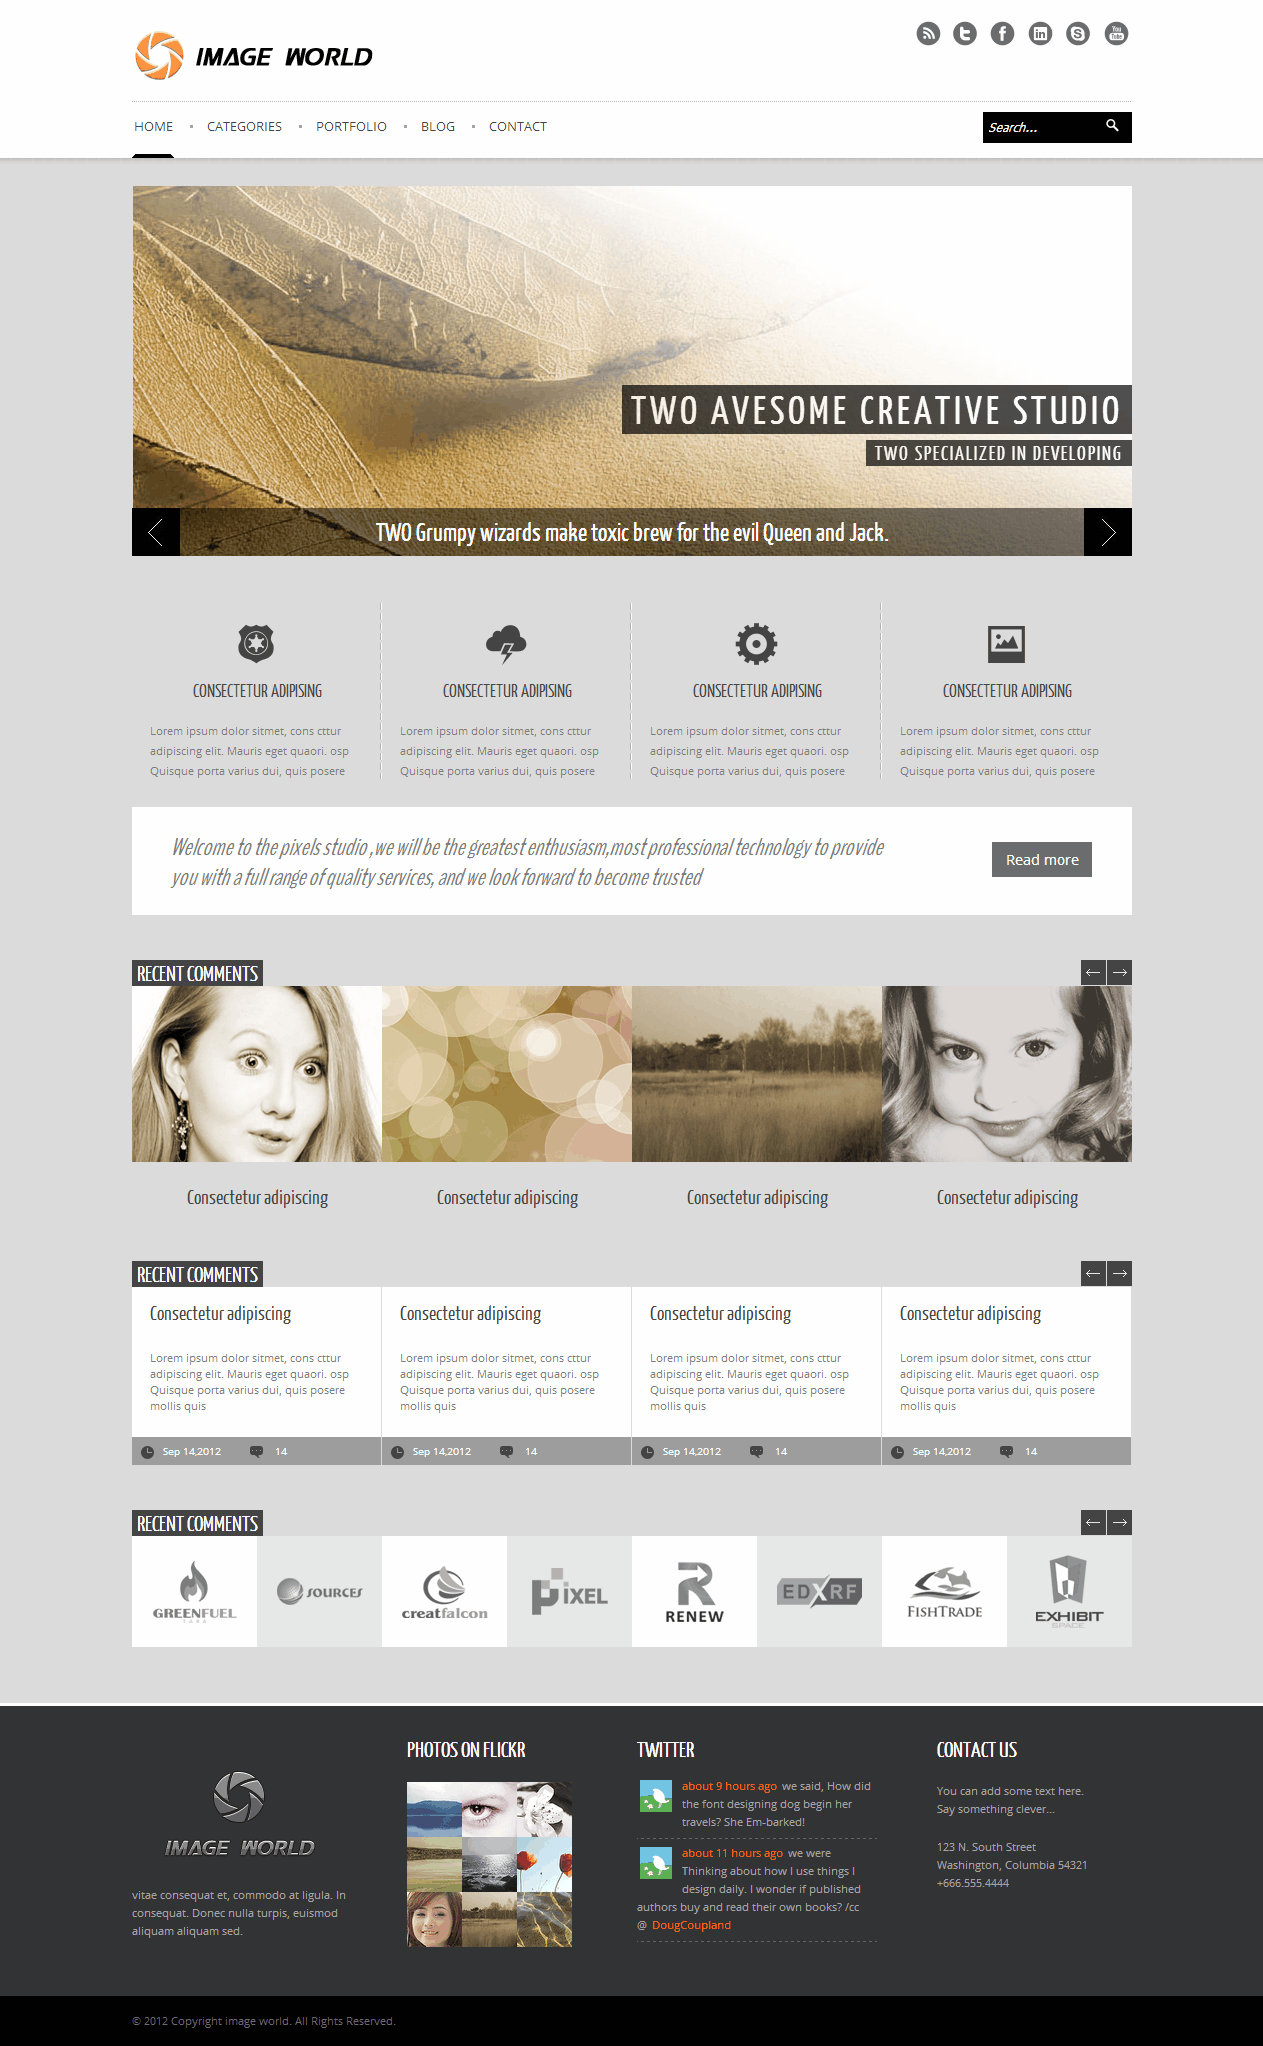 IMAGE WORLD
HOME
CATEGORIES
PORTFOLIO
BLOG
CONTACT
Search...
TWO AVESOME CREATIVE STUDIO
TWO SPECIALIZED IN DEVELOPING
TWO Grumpy wizards make toxic brew for the evil Queen and Jack.
CONSECTETUR ADIPISING
Lorem ipsum dolor sitmet, cons cttur
adipiscing elit. Mauris eget quaori. osp
Quisque porta varius dui, quis posere
CONSECTETUR ADIPISING
Lorem ipsum dolor sitmet, cons cttur
adipiscing elit. Mauris eget quaori. osp
Quisque porta varius dui, quis posere
CONSECTETUR ADIPISING
Lorem ipsum dolor sitmet, cons cttur
adipiscing elit. Mauris eget quaori. osp
Quisque porta varius dui, quis posere
CONSECTETUR ADIPISING
Lorem ipsum dolor sitmet, cons cttur
adipiscing elit. Mauris eget quaori. osp
Quisque porta varius dui, quis posere
Welcome to the pixels studio ,we will be the greatest enthusiasm,most professional technology to provide
you with a full range of quality services, and we look forward to become trusted
Read more
RECENT COMMENTS
Consectetur adipiscing
Consectetur adipiscing
Consectetur adipiscing
Consectetur adipiscing
RECENT COMMENTS
Consectetur adipiscing
Lorem ipsum dolor sitmet, cons cttur
adipiscing elit. Mauris eget quaori. osp
Quisque porta varius dui, quis posere
mollis quis
Sep 14,2012
14
Consectetur adipiscing
Lorem ipsum dolor sitmet, cons cttur
adipiscing elit. Mauris eget quaori. osp
Quisque porta varius dui, quis posere
mollis quis
Sep 14,2012
14
Consectetur adipiscing
Lorem ipsum dolor sitmet, cons cttur
adipiscing elit. Mauris eget quaori. osp
Quisque porta varius dui, quis posere
mollis quis
Sep 14,2012
14
Consectetur adipiscing
Lorem ipsum dolor sitmet, cons cttur
adipiscing elit. Mauris eget quaori. osp
Quisque porta varius dui, quis posere
mollis quis
Sep 14,2012
14
RECENT COMMENTS
GREENFUEL
SOURCES
creatfalcon
PIXEL
RENEW
EDXRF
FISHTRADE
EXHIBIT
SPACE
IMAGE WORLD
vitae consequat et, commodo at ligula. In
consequat. Donec nulla turpis, euismod
aliquam aliquam sed.
PHOTOS ON FLICKR
TWITTER
about 9 hours ago we said, How did
the font designing dog begin her
travels? She Em-barked!
about 11 hours ago we were
Thinking about how I use things I
design daily. I wonder if published
authors buy and read their own books? /cc
@ DougCoupland
CONTACT US
You can add some text here.
Say something clever...
123 N. South Street
Washington, Columbia 54321
+666.555.4444
© 2012 Copyright image world. All Rights Reserved.